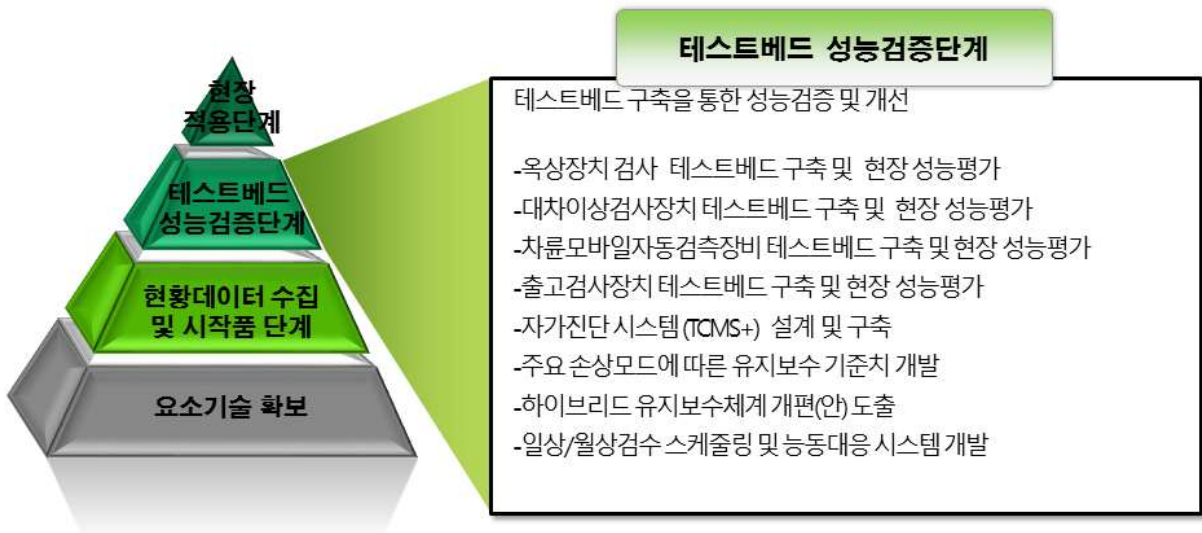 현장
적용단계
테스트베드
성능검증단계
현황데이터 수집
및 시작품 단계
요소기술 확보
테스트베드 성능검증단계
테스트베드 구축을 통한 성능검증 및 개선
-옥상장치 검사 테스트베드 구축 및 현장 성능평가
-대차이상검사장치 테스트베드 구축 및 현장 성능평가
-차륜모바일자동검측장비 테스트베드 구축 및 현장 성능평가
-출고검사장치 테스트베드 구축 및 현장 성능평가
-자가진단 시스템(TCMS+) 설계 및 구축
-주요 손상모드에 따른 유지보수 기준치 개발
-하이브리드 유지보수체계 개편(안) 도출
-일상/월상검수 스케줄링 및 능동대응 시스템 개발